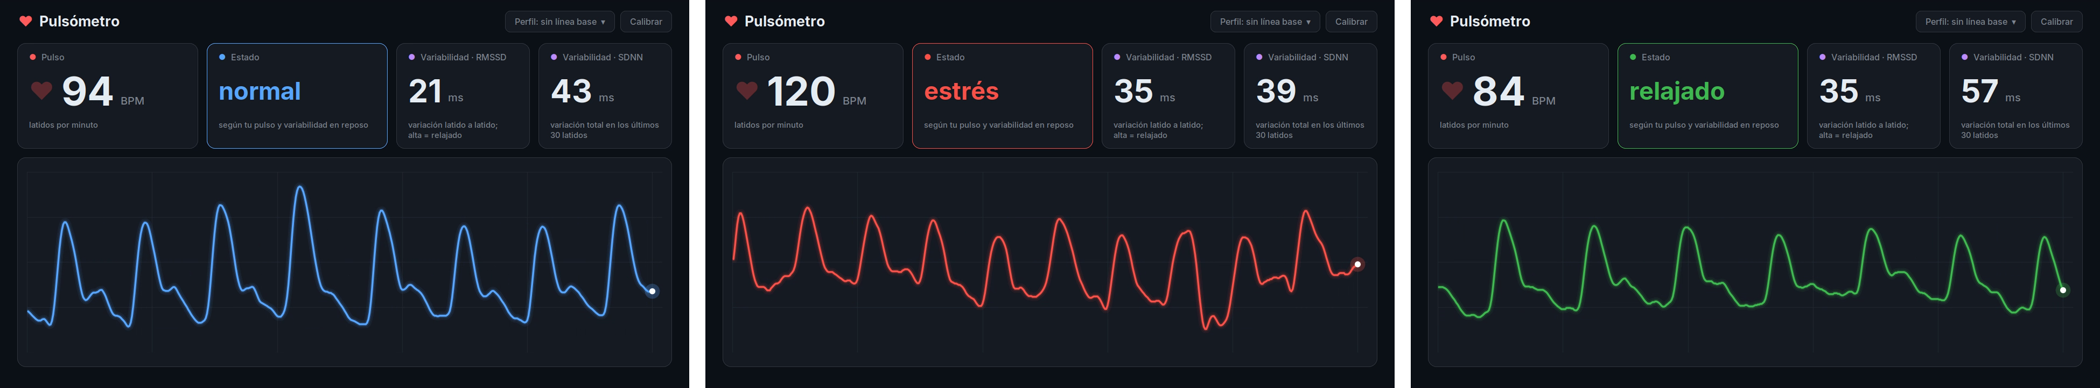 Pulsómetro
Perfil: sin línea base ▾
Calibrar
Pulso
94 BPM
latidos por minuto
Estado
normal
según tu pulso y variabilidad en reposo
Variabilidad · RMSSD
21 ms
variación latido a latido;
alta = relajado
Variabilidad · SDNN
43 ms
variación total en los últimos
30 latidos
Pulsómetro
Perfil: sin línea base ▾
Calibrar
Pulso
120 BPM
latidos por minuto
Estado
estrés
según tu pulso y variabilidad en reposo
Variabilidad · RMSSD
35 ms
variación latido a latido;
alta = relajado
Variabilidad · SDNN
39 ms
variación total en los últimos
30 latidos
Pulsómetro
Perfil: sin línea base ▾
Calibrar
Pulso
84 BPM
latidos por minuto
Estado
relajado
según tu pulso y variabilidad en reposo
Variabilidad · RMSSD
35 ms
variación latido a latido;
alta = relajado
Variabilidad · SDNN
57 ms
variación total en los últimos
30 latidos